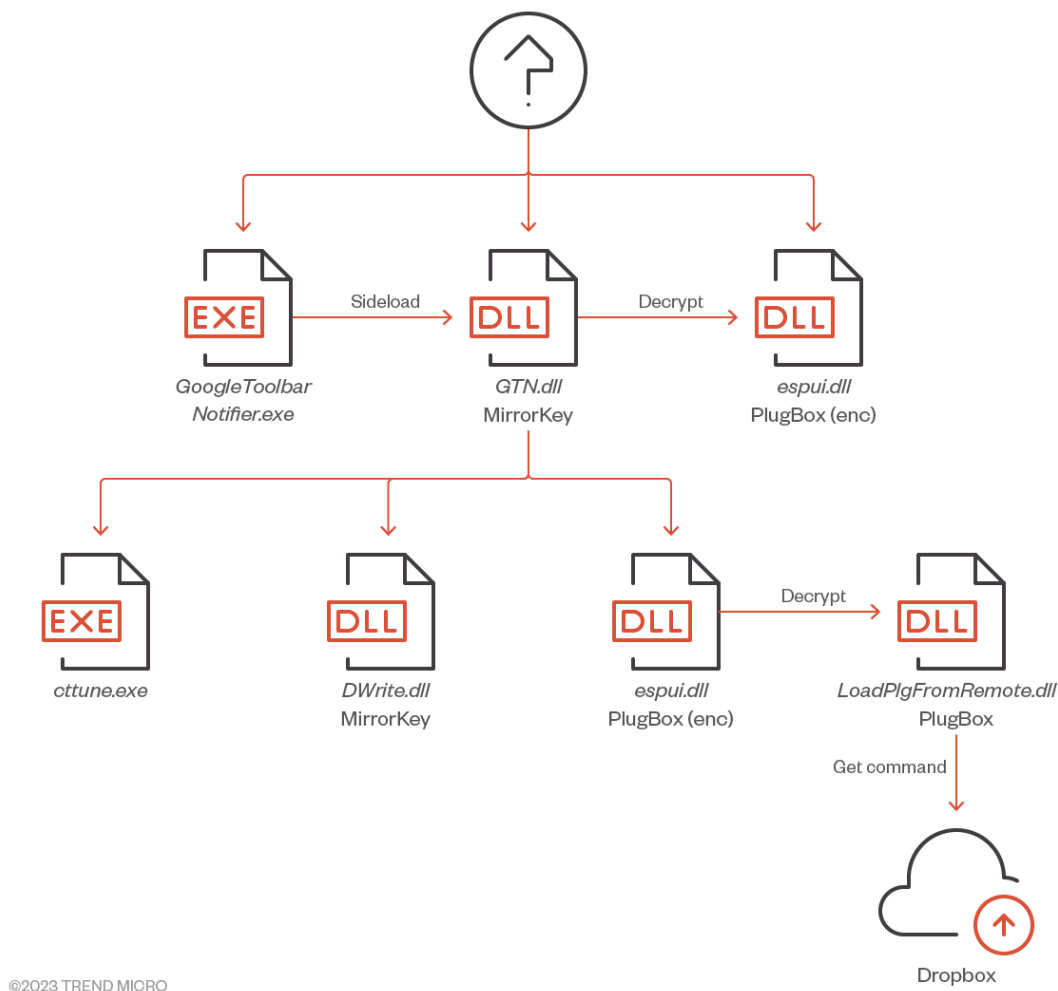 EXE
Sideload
DLL
Decrypt
DLL
GoogleToolbar
Notifier.exe
GTN.dll
MirrorKey
espui.dll
PlugBox (enc)
EXE
DLL
DLL
Decrypt
DLL
cttune.exe
DWrite.dll
MirrorKey
espui.dll
PlugBox (enc)
LoadPlgFromRemote.dll
PlugBox
Get command
Dropbox
©2023 TREND MICRO